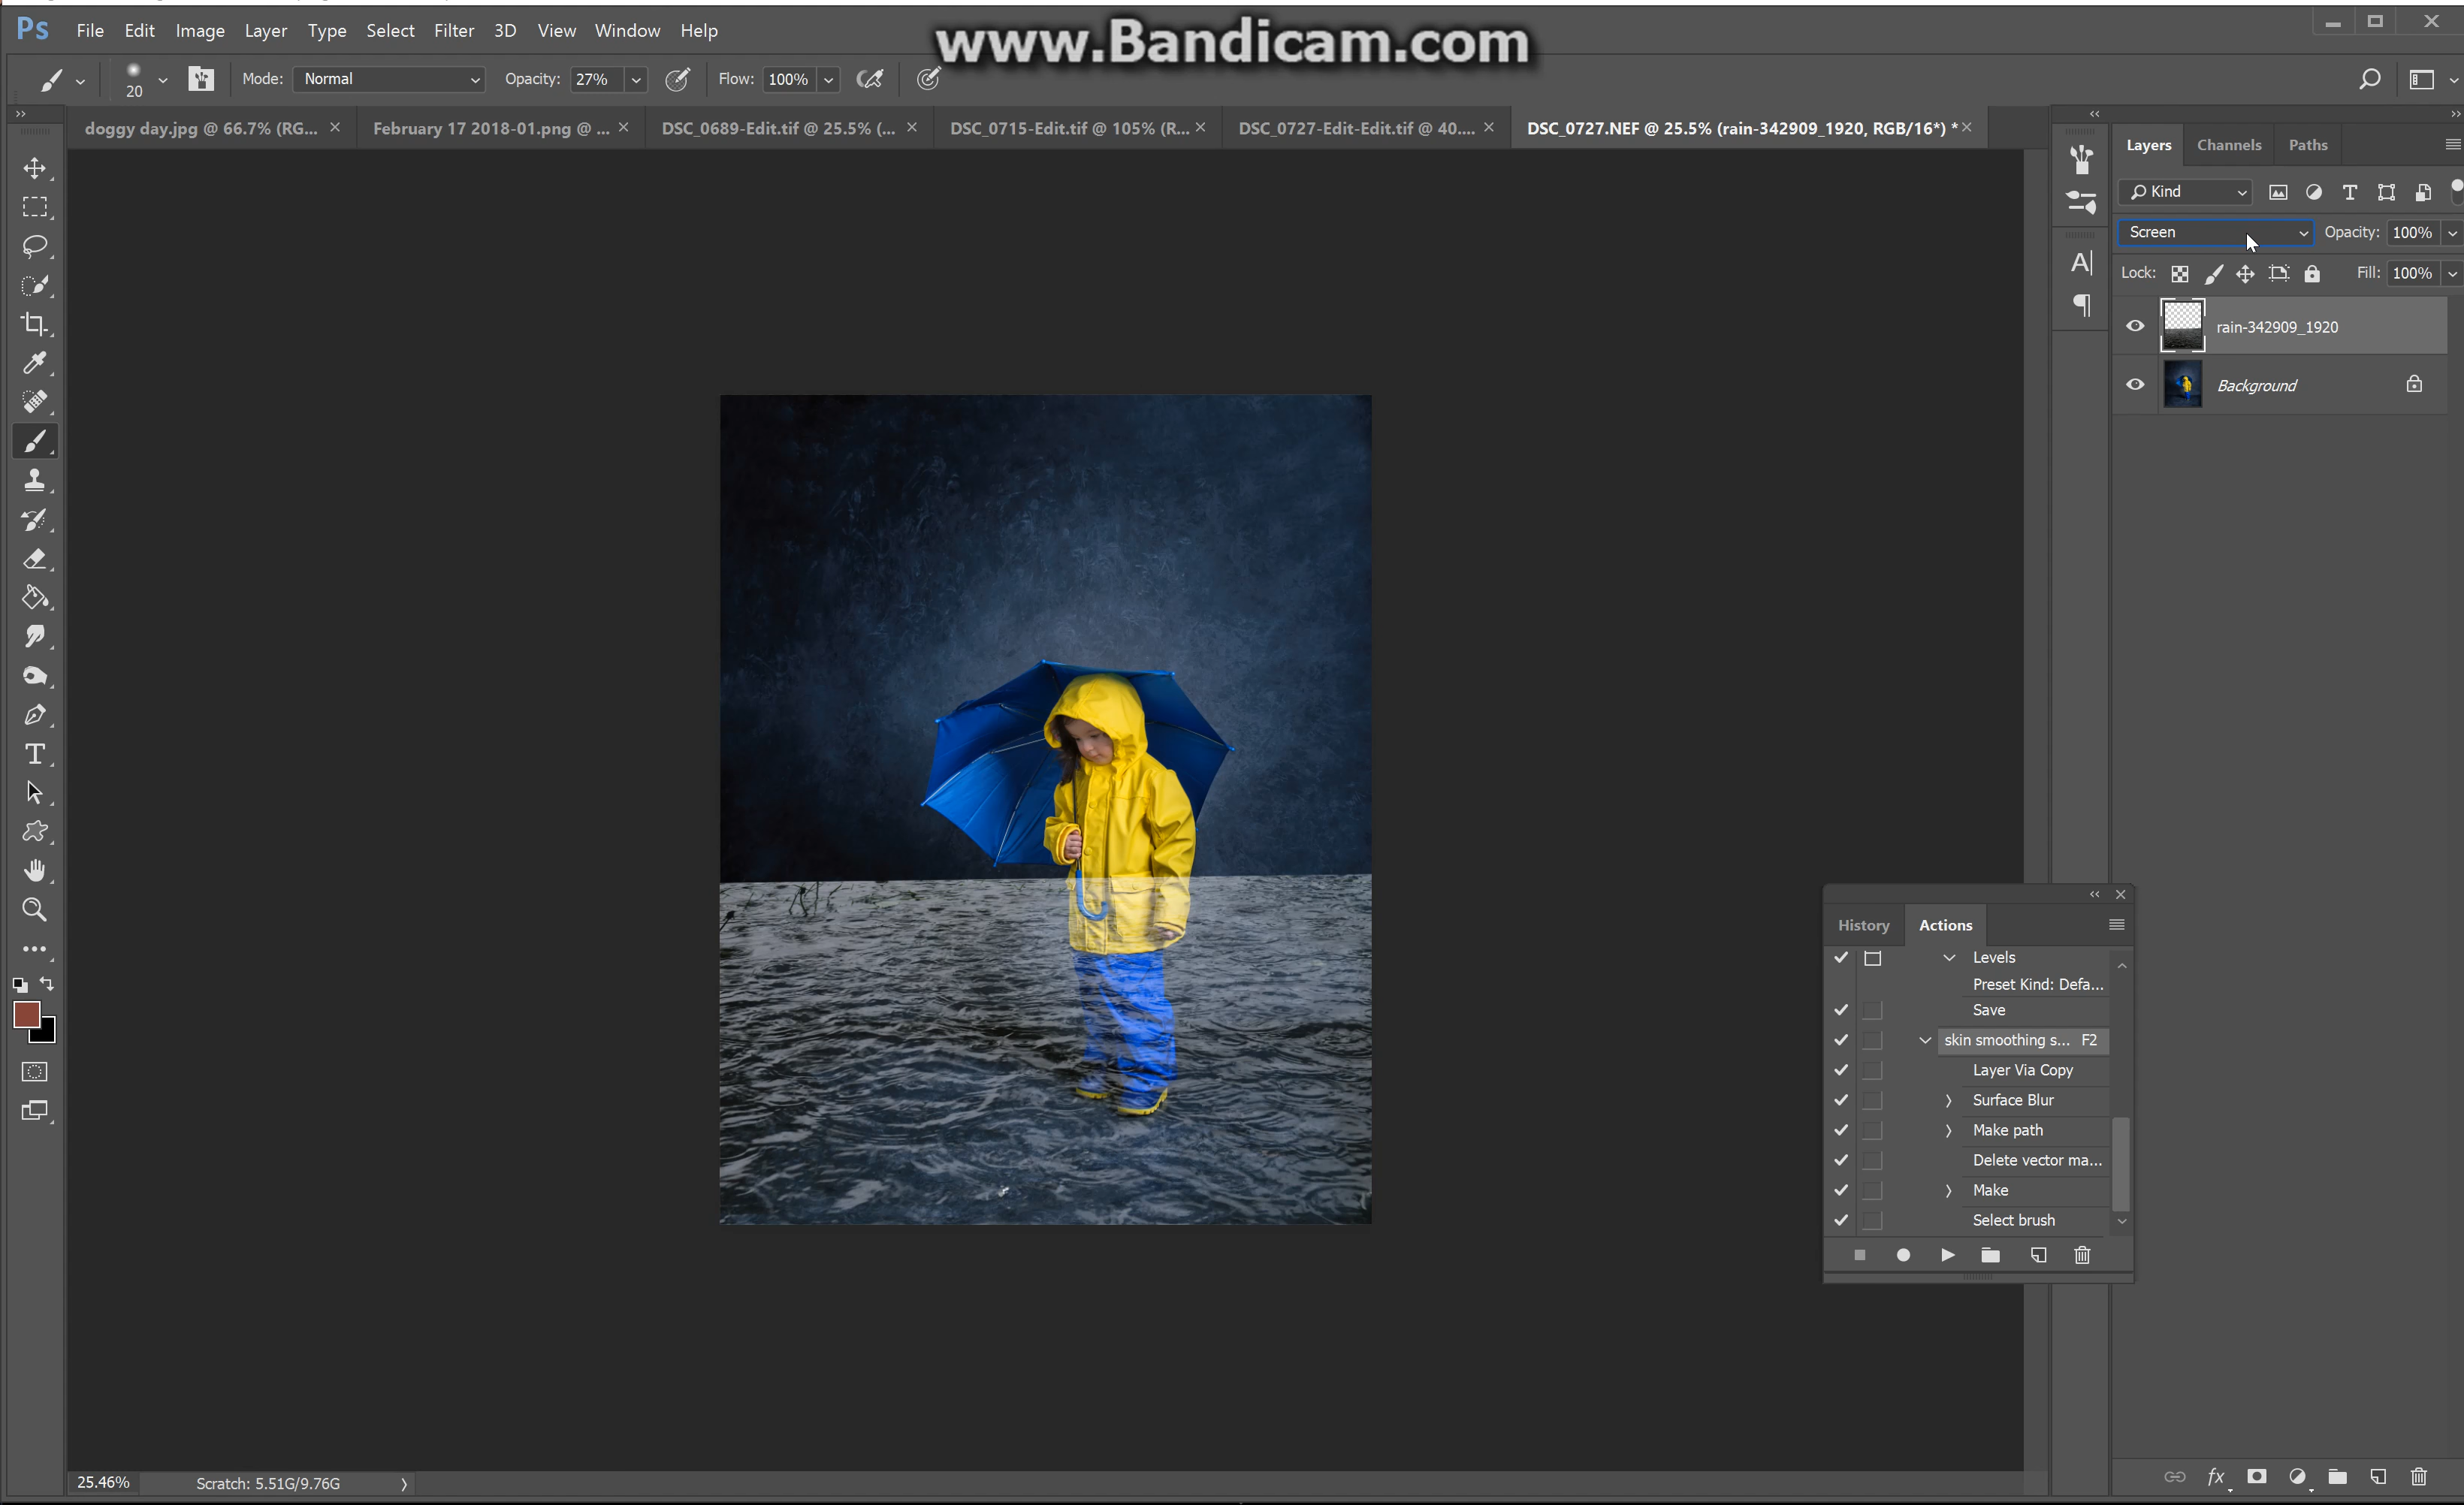 www.Bandicam.com
Ps File Edit Image Layer Type Select Filter 3D View Window Help
20 Mode: Normal Opacity: 27% Flow: 100%
doggy day.jpg @ 66.7% (RG... February 17 2018-01.png @ ... DSC_0689-Edit.tif @ 25.5% (... DSC_0715-Edit.tif @ 105% (R... DSC_0727-Edit-Edit.tif @ 40.... DSC_0727.NEF @ 25.5% (rain-342909_1920, RGB/16*) *
Layers Channels Paths
Kind
Screen Opacity: 100%
Lock: Fill: 100%
rain-342909_1920
Background
History Actions
Levels
Preset Kind: Defa...
Save
skin smoothing s... F2
Layer Via Copy
Surface Blur
Make path
Delete vector ma...
Make
Select brush
25.46% Scratch: 5.51G/9.76G
fx